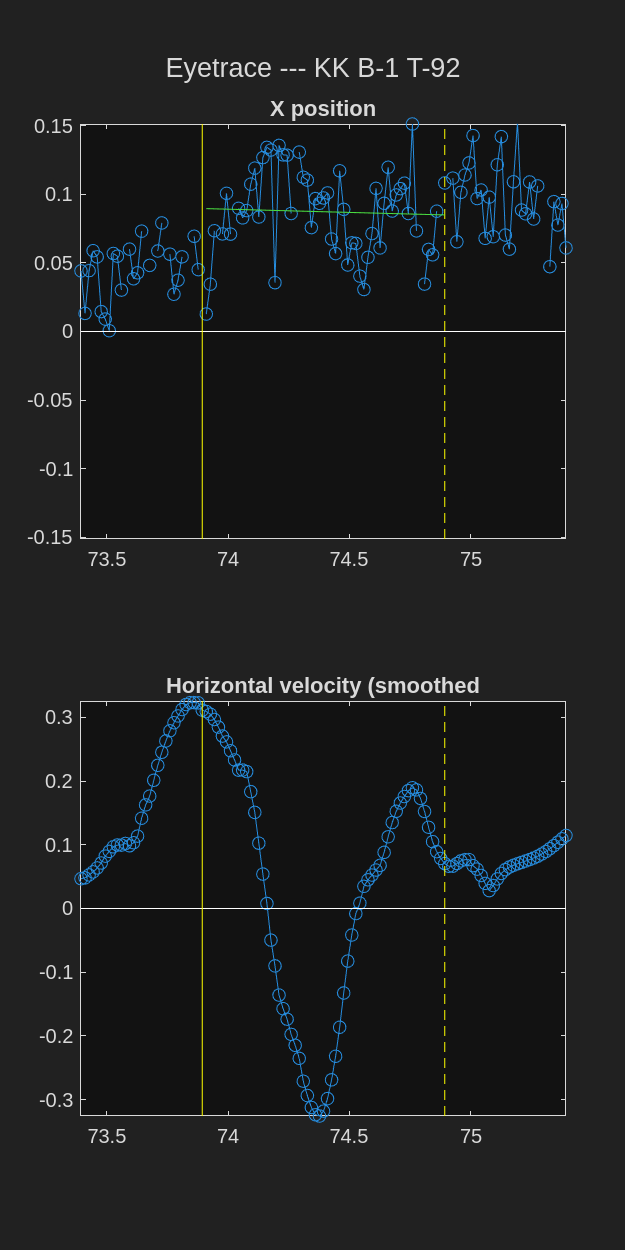 Eyetrace --- KK B-1 T-92
X position
0.15
0.1
0.05
0
-0.05
-0.1
-0.15
73.5 74 74.5 75
Horizontal velocity (smoothed
0.3
0.2
0.1
0
-0.1
-0.2
-0.3
73.5 74 74.5 75